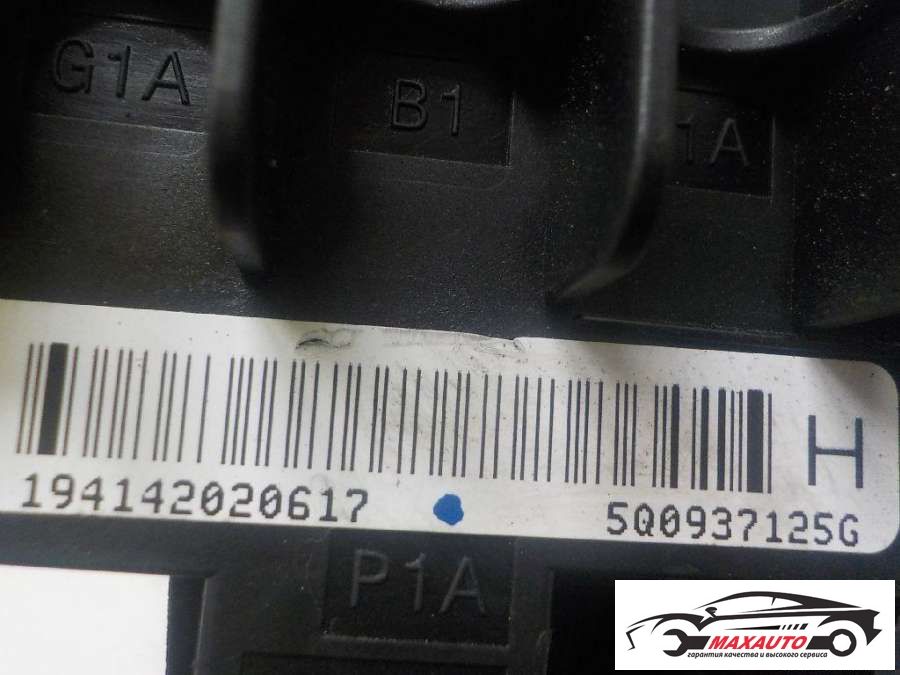 G1A
B1
1A
H
194142020617
5Q0937125G
P1A
MAXAUTO
гарантия качества и высокого сервиса